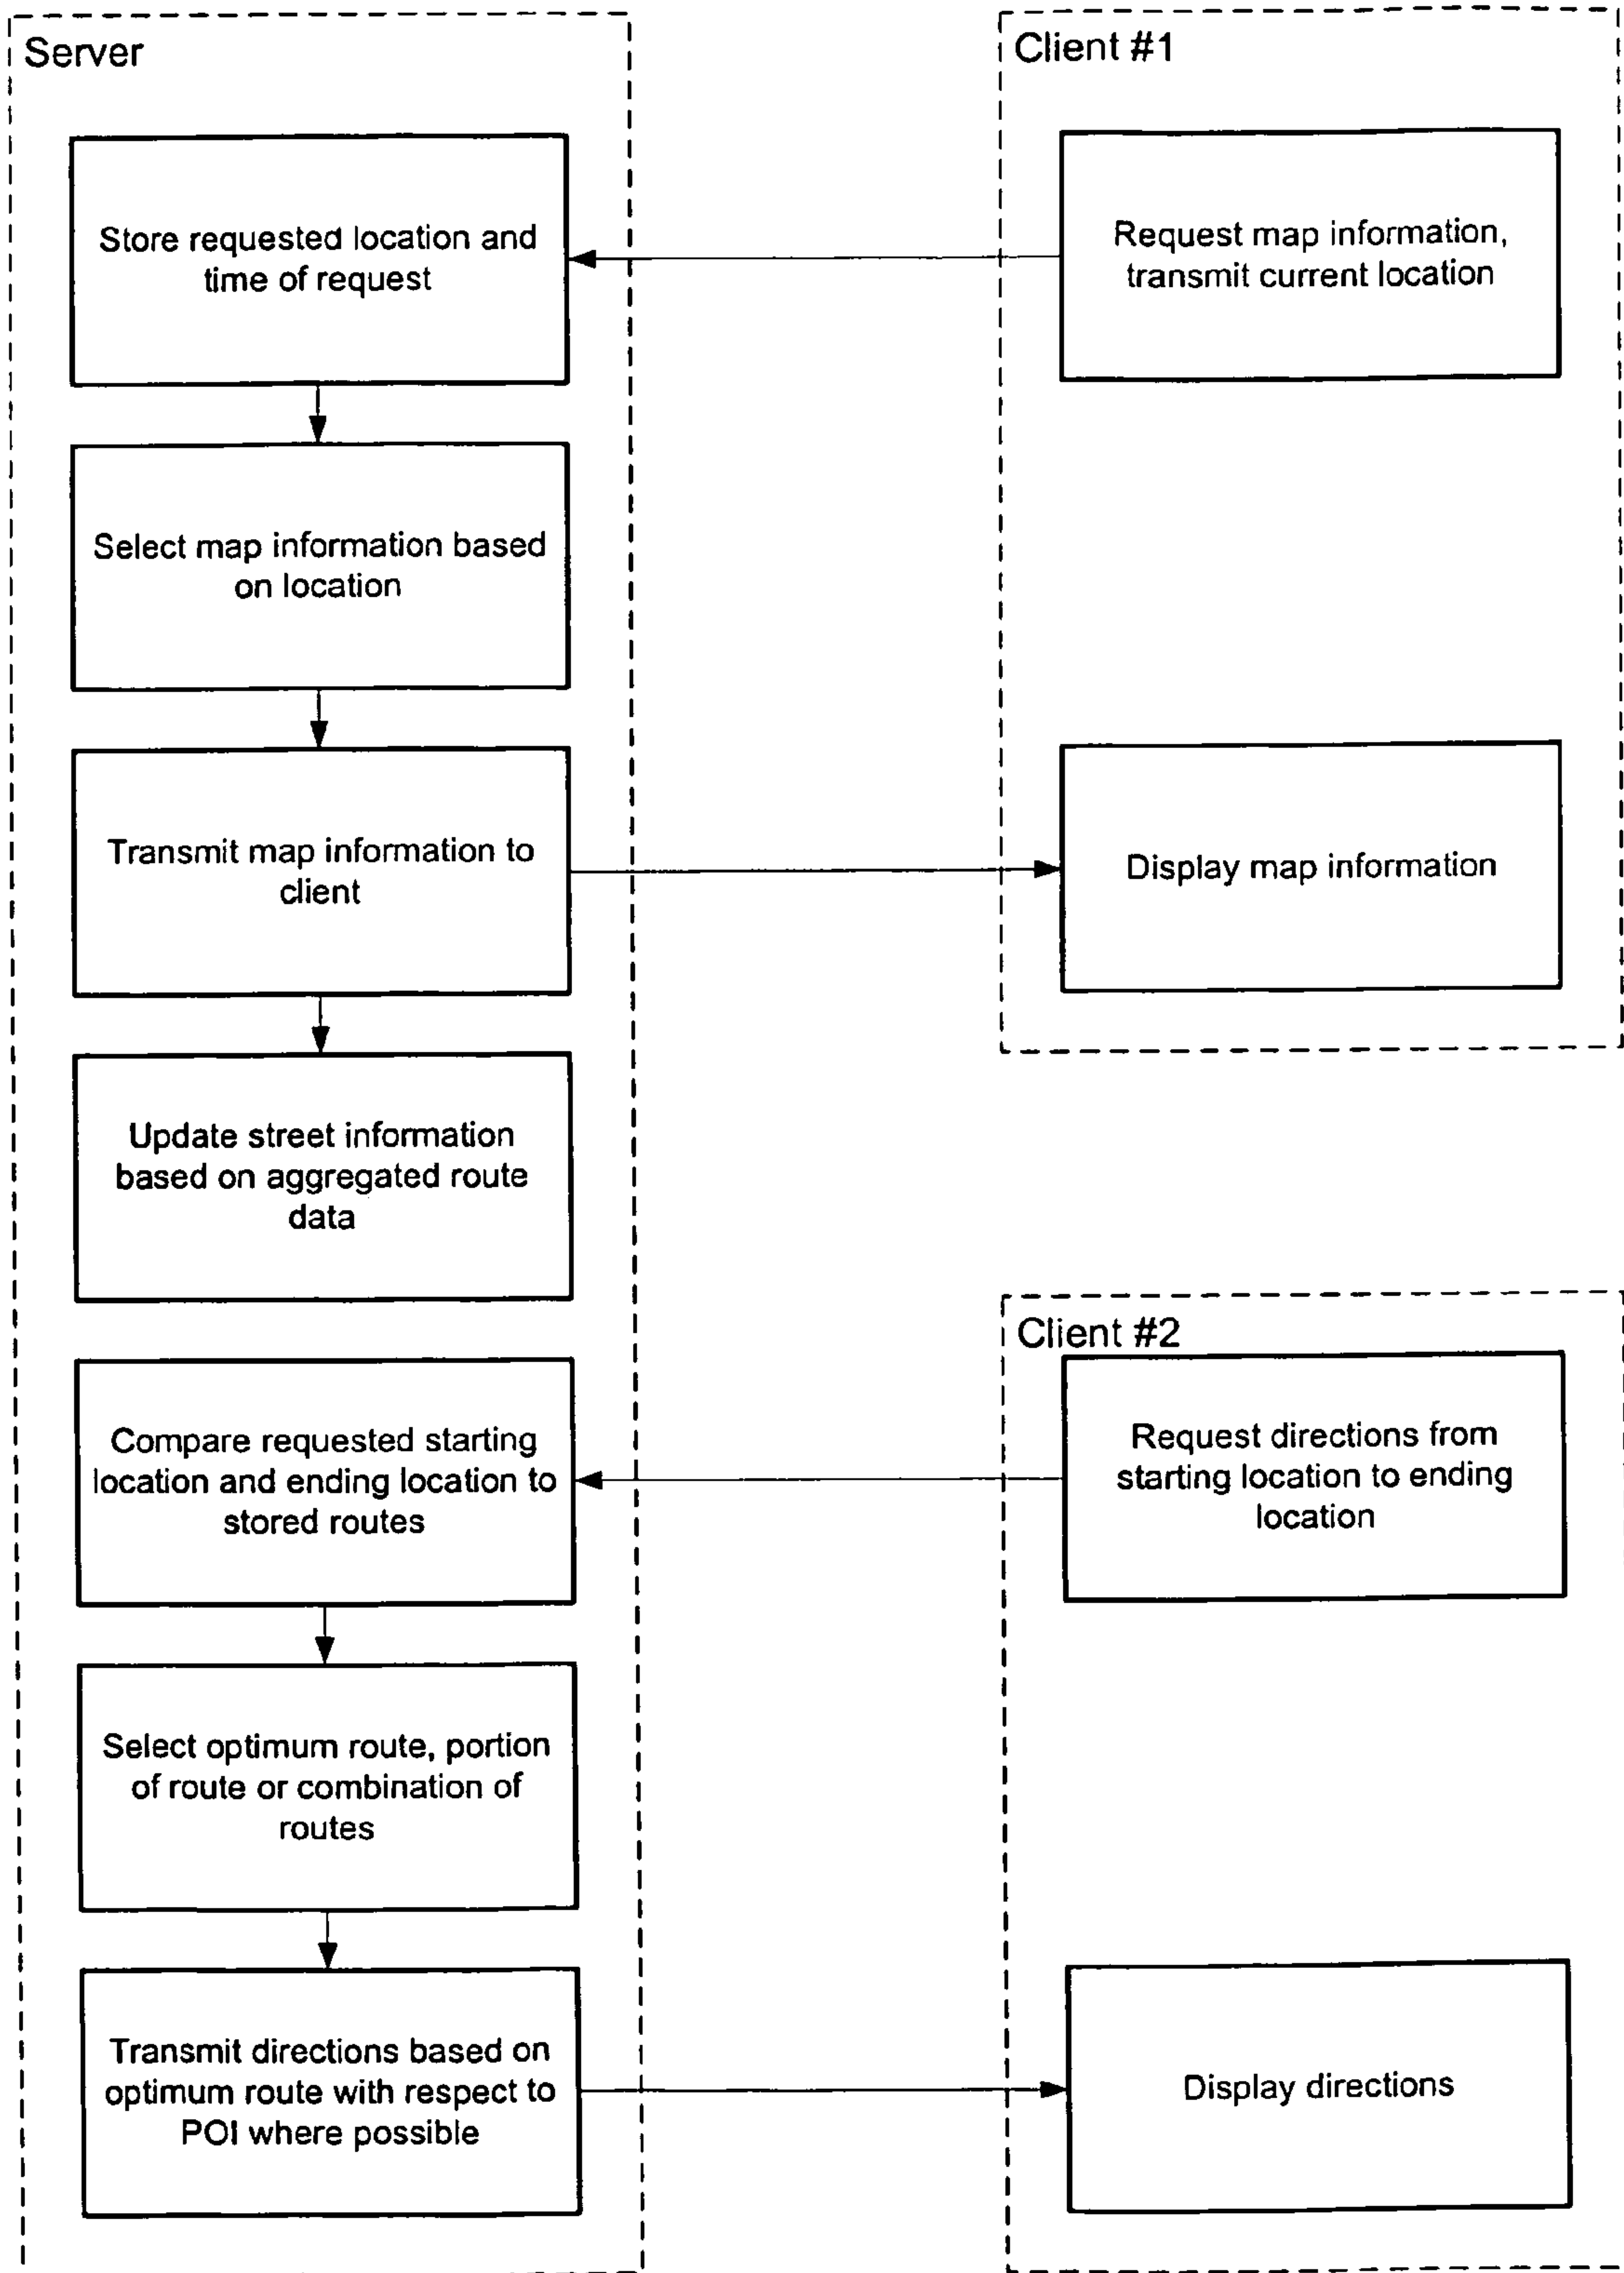 Server
Client #1
Store requested location and
time of request
Request map information,
transmit current location
Select map information based
on location
Transmit map information to
client
Display map information
Update street information
based on aggregated route
data
Client #2
Compare requested starting
location and ending location to
stored routes
Request directions from
starting location to ending
location
Select optimum route, portion
of route or combination of
routes
Transmit directions based on
optimum route with respect to
POI where possible
Display directions